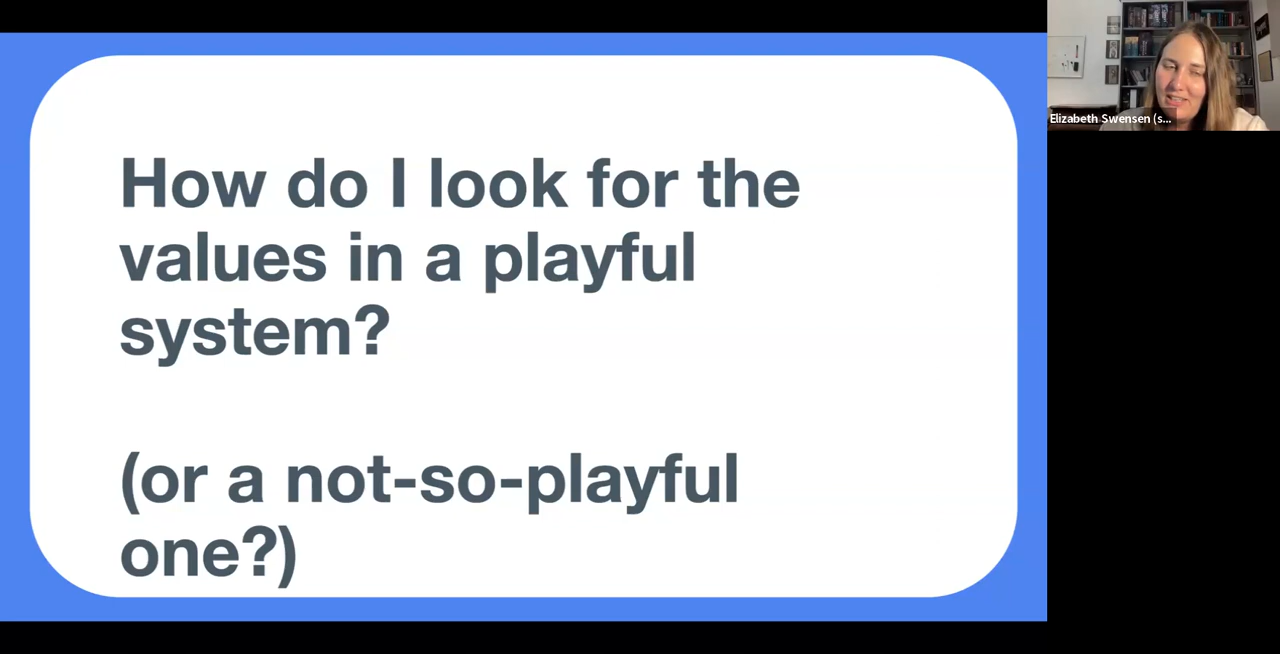 How do I look for the
values in a playful
system?
(or a not-so-playful
one?)
Elizabeth Swensen (s...